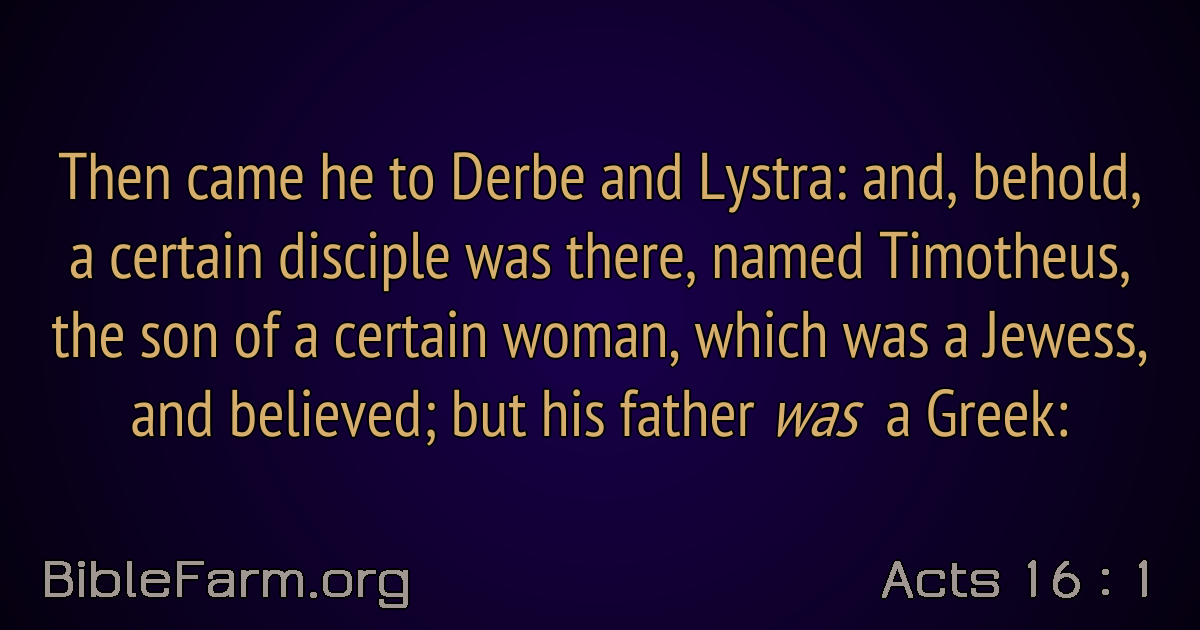 Then came he to Derbe and Lystra: and, behold,
a certain disciple was there, named Timotheus,
the son of a certain woman, which was a Jewess,
and believed; but his father was a Greek:
BibleFarm.org
Acts 16 : 1